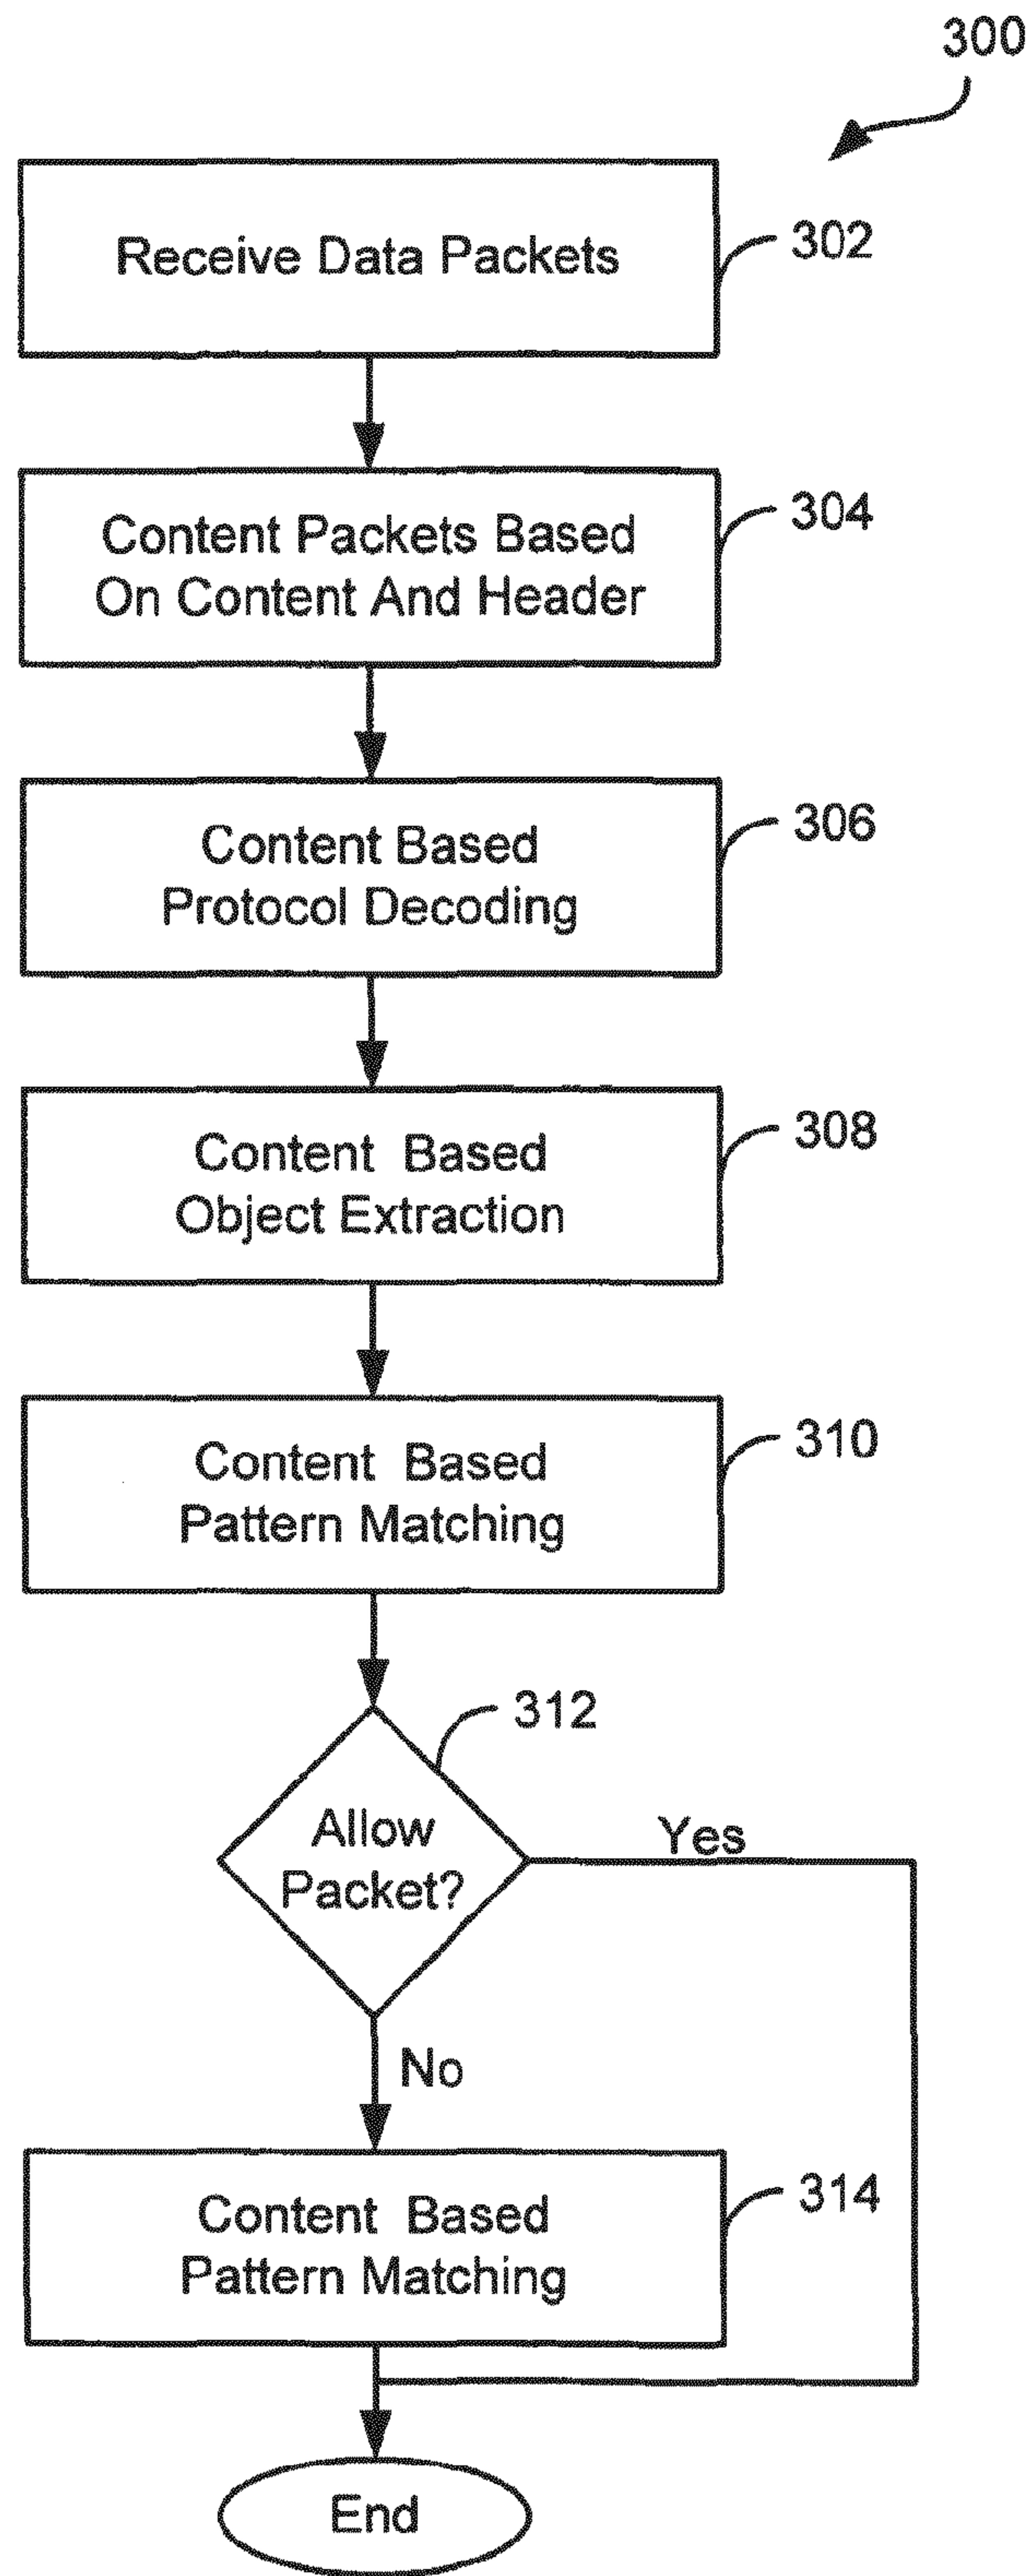 300
Receive Data Packets
302
Content Packets Based
On Content And Header
304
Content Based
Protocol Decoding
306
Content Based
Object Extraction
308
Content Based
Pattern Matching
310
312
Allow
Packet?
Yes
No
Content Based
Pattern Matching
314
End